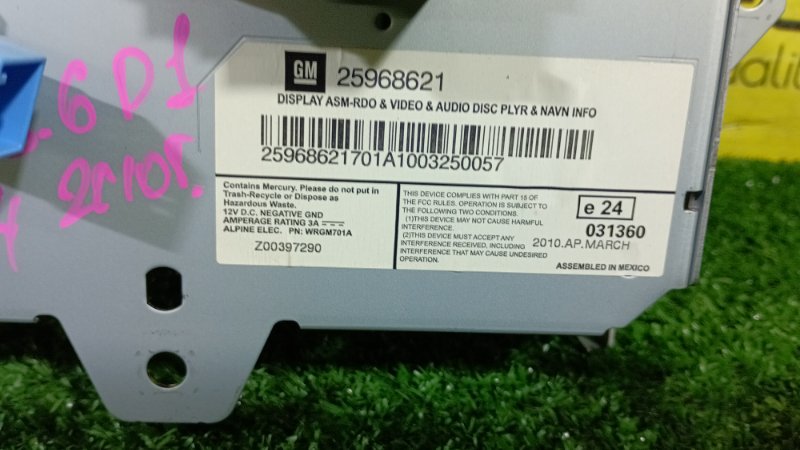 GM 25968621
DISPLAY ASM-RDO & VIDEO & AUDIO DISC PLYR & NAVN INFO
25968621701A1003250057
Contains Mercury. Please do not put in
Trash-Recycle or Dispose as
Hazardous Waste.
12V D.C. NEGATIVE GND
AMPERAGE RATING 3A
ALPINE ELEC. PN: WRGM701A
Z00397290
THIS DEVICE COMPLIES WITH PART 15 OF
THE FCC RULES. OPERATION IS SUBJECT TO
THE FOLLOWING TWO CONDITIONS.
(1)THIS DEVICE MAY NOT CAUSE HARMFUL
INTERFERENCE.
(2)THIS DEVICE MUST ACCEPT ANY
INTERFERENCE RECEIVED, INCLUDING
INTERFERENCE THAT MAY CAUSE UNDESIRED
OPERATION.
e 24
031360
2010.AP.MARCH
ASSEMBLED IN MEXICO
6 D1
2010г.